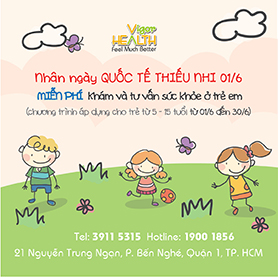 Vigor
HEALTH
Feel Much Better
Nhân ngày QUỐC TẾ THIẾU NHI 01/6
MIỄN PHÍ Khám và tư vấn sức khỏe ở trẻ em
(chương trình áp dụng cho trẻ từ 5 - 15 tuổi từ 01/6 đến 30/6)
Tel: 3911 5315 Hotline: 1900 1856
21 Nguyễn Trung Ngạn, P. Bến Nghé, Quận 1, TP. HCM